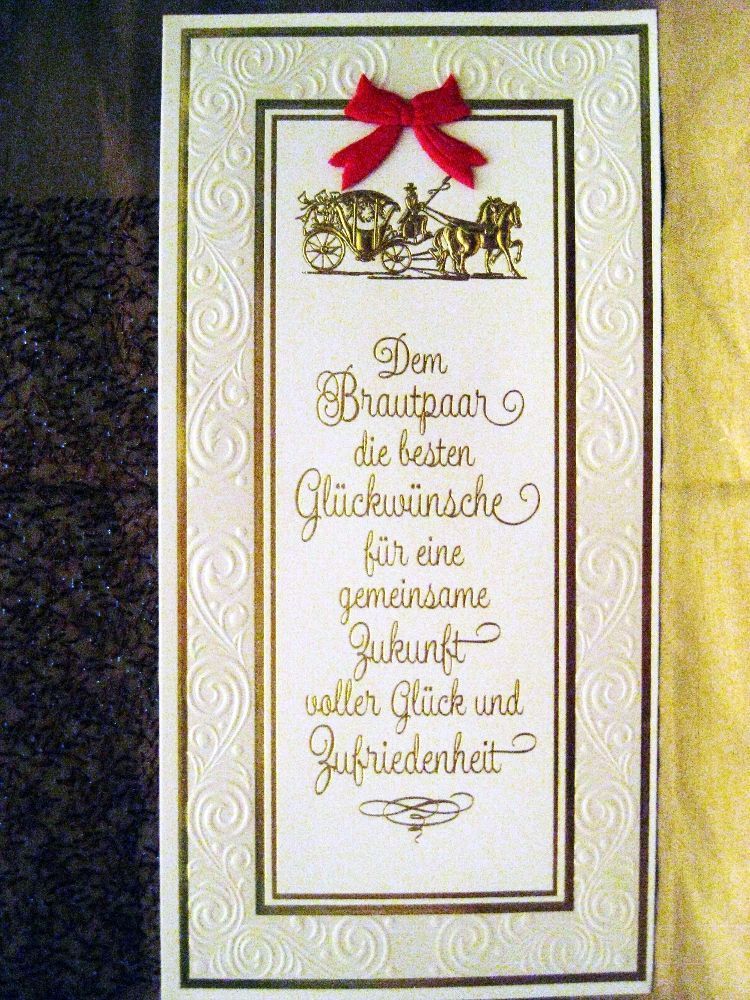 Dem
Brautpaar
die besten
Glückwünsche
für eine
gemeinsame
Zukunft
voller Glück und
Zufriedenheit